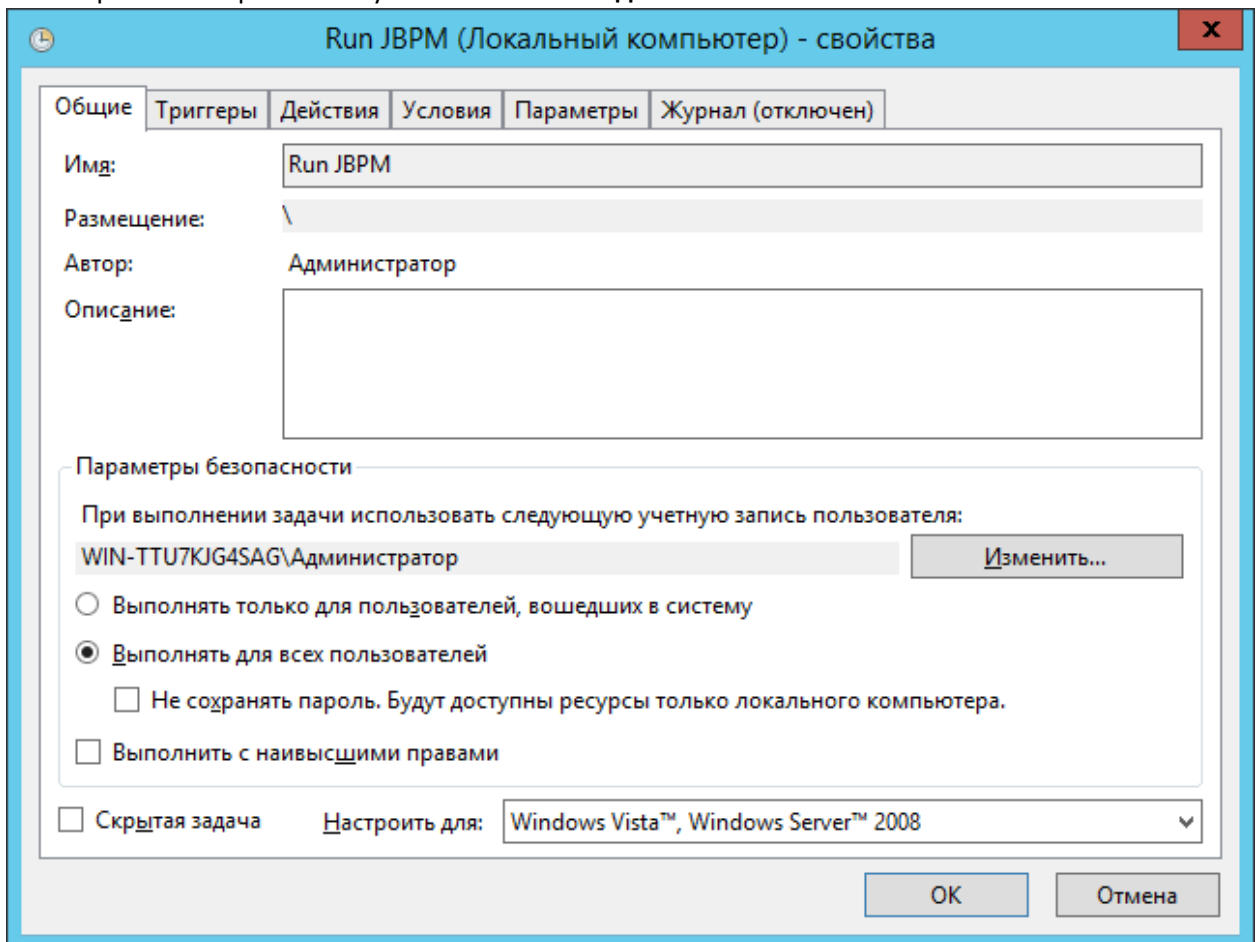 Run JBPM (Локальный компьютер) - свойства
x
Общие Триггеры Действия Условия Параметры Журнал (отключен)
Имя: Run JBPM
Размещение: \
Автор: Администратор
Описание:
Параметры безопасности
При выполнении задачи использовать следующую учетную запись пользователя:
WIN-TTU7KJG4SAG\Администратор Изменить...
Выполнять только для пользователей, вошедших в систему
Выполнять для всех пользователей
Не сохранять пароль. Будут доступны ресурсы только локального компьютера.
Выполнить с наивысшими правами
Скрытая задача Настроить для: Windows Vista™, Windows Server™ 2008
OK Отмена